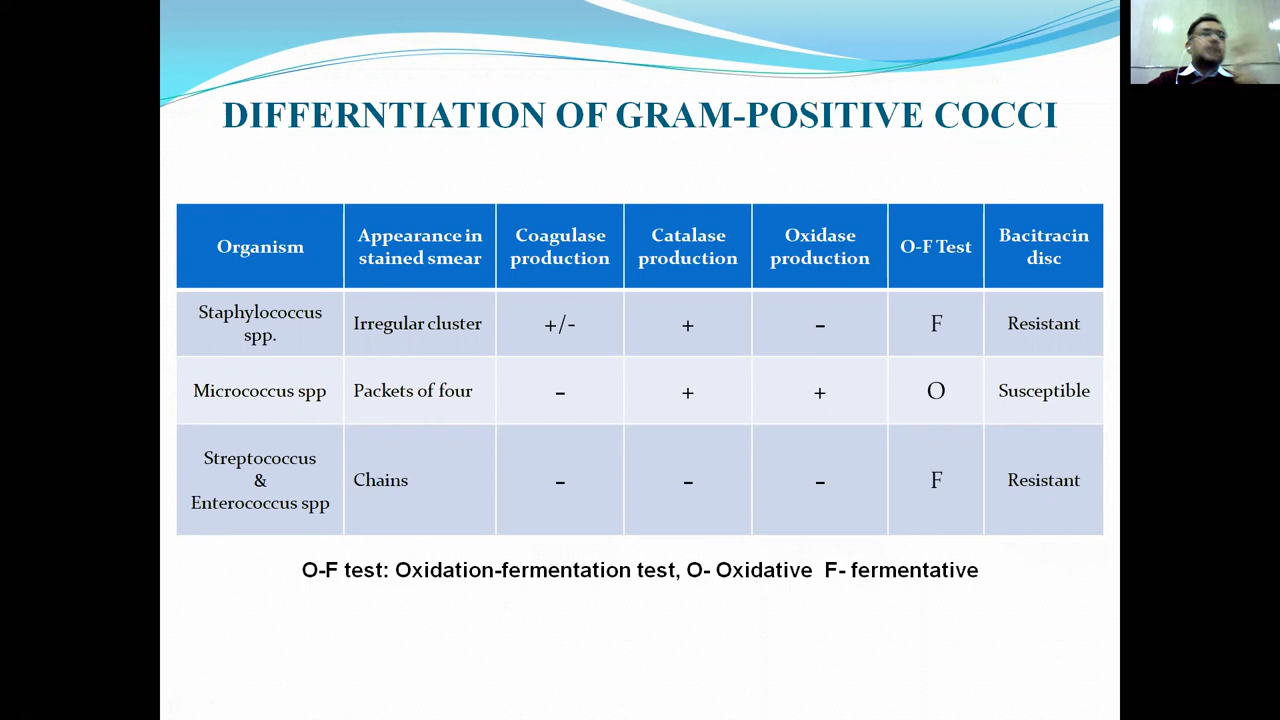 DIFFERNTIATION OF GRAM-POSITIVE COCCI
Organism
Appearance in
stained smear
Coagulase
production
Catalase
production
Oxidase
production
O-F Test
Bacitracin
disc
Staphylococcus
spp.
Irregular cluster
+/-
+
-
F
Resistant
Micrococcus spp
Packets of four
-
+
+
O
Susceptible
Streptococcus
&
Enterococcus spp
Chains
-
-
-
F
Resistant
O-F test: Oxidation-fermentation test, O- Oxidative F- fermentative